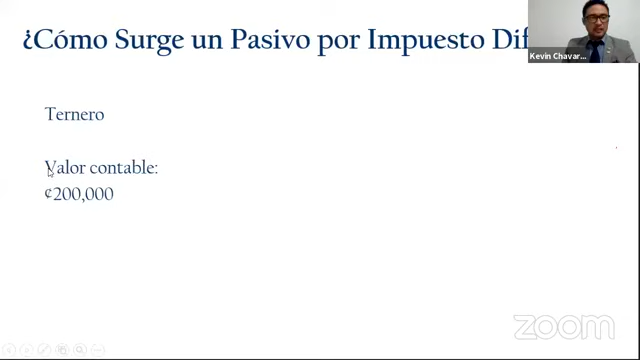 ¿Cómo Surge un Pasivo por Impuesto Dif
Kevin Chavar...
Ternero
Valor contable:
¢200,000
zoom